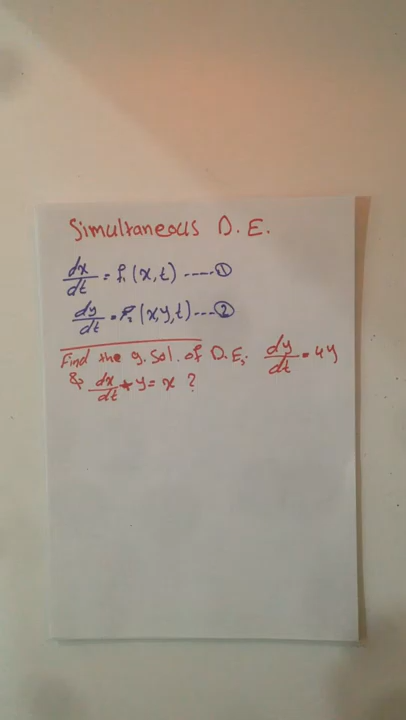 Simultaneous D.E.
dx/dt = f₁(x,t) ----①
dy/dt = f₂(x,y,t)---②
Find the g. Sol. of D.E; dy/dt = 4y
& dx/dt + y = x ?